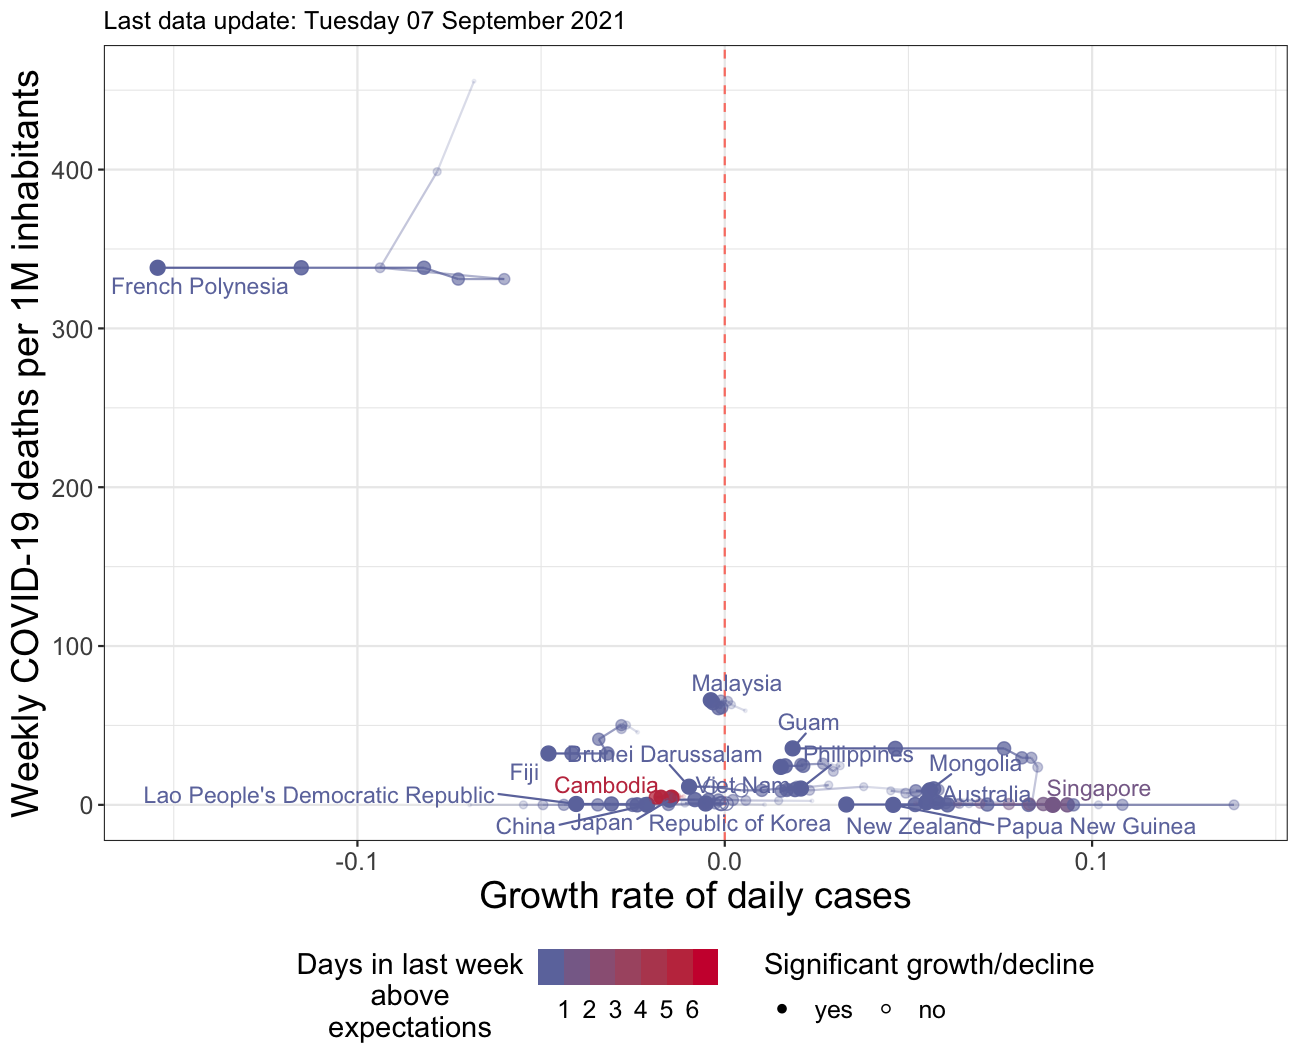 Last data update: Tuesday 07 September 2021
Weekly COVID-19 deaths per 1M inhabitants
400
300
200
100
0
French Polynesia
Malaysia
Guam
Brunei Darussalam
Philippines
Fiji
Mongolia
Cambodia
Viet Nam
Australia
Singapore
Lao People's Democratic Republic
China
Japan
Republic of Korea
New Zealand
Papua New Guinea
-0.1
0.0
0.1
Growth rate of daily cases
Days in last week
above
expectations
1 2 3 4 5 6
Significant growth/decline
yes
no